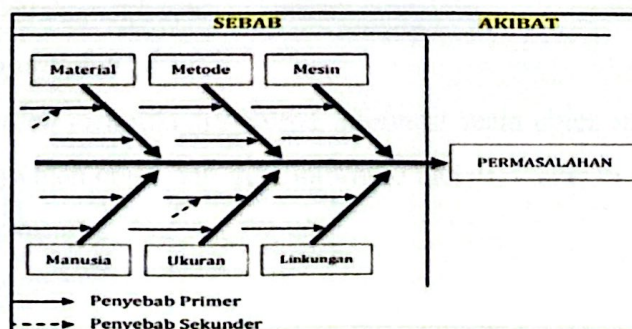 SEBAB AKIBAT
Material Metode Mesin
PERMASALAHAN
Manusia Ukuran Linkungan
Penyebab Primer
Penyebab Sekunder